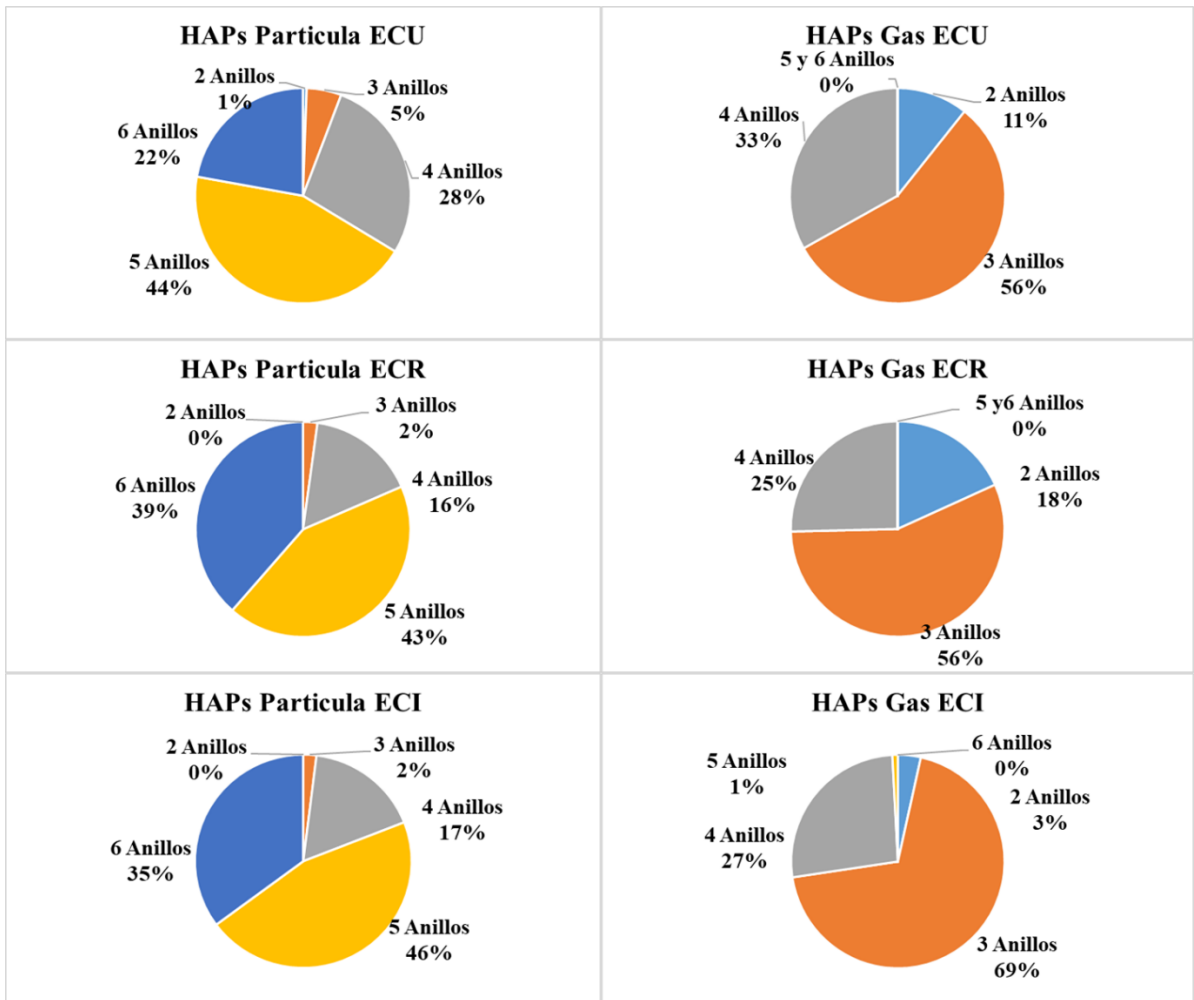 HAPs Particula ECU
2 Anillos
1%
3 Anillos
5%
4 Anillos
28%
5 Anillos
44%
6 Anillos
22%
HAPs Gas ECU
5 y 6 Anillos
0%
2 Anillos
11%
3 Anillos
56%
4 Anillos
33%
HAPs Particula ECR
2 Anillos
0%
3 Anillos
2%
4 Anillos
16%
5 Anillos
43%
6 Anillos
39%
HAPs Gas ECR
5 y6 Anillos
0%
2 Anillos
18%
3 Anillos
56%
4 Anillos
25%
HAPs Particula ECI
2 Anillos
0%
3 Anillos
2%
4 Anillos
17%
5 Anillos
46%
6 Anillos
35%
HAPs Gas ECI
6 Anillos
0%
2 Anillos
3%
3 Anillos
69%
4 Anillos
27%
5 Anillos
1%